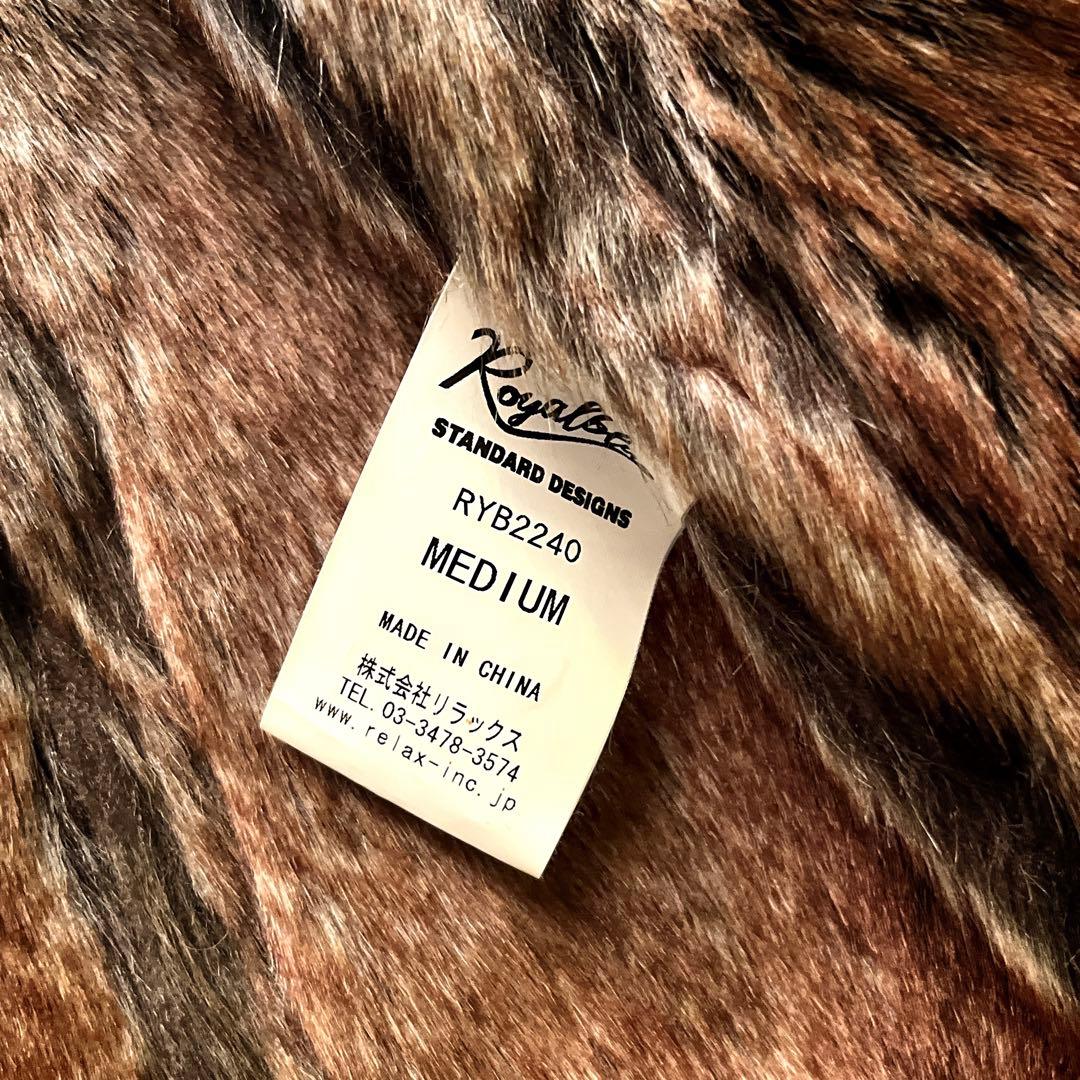 STANDARD DESIGNS
RYB2240
MEDIUM
MADE IN CHINA
株式会社リラックス
TEL. 03-3478-3574
www.relax-inc.jp